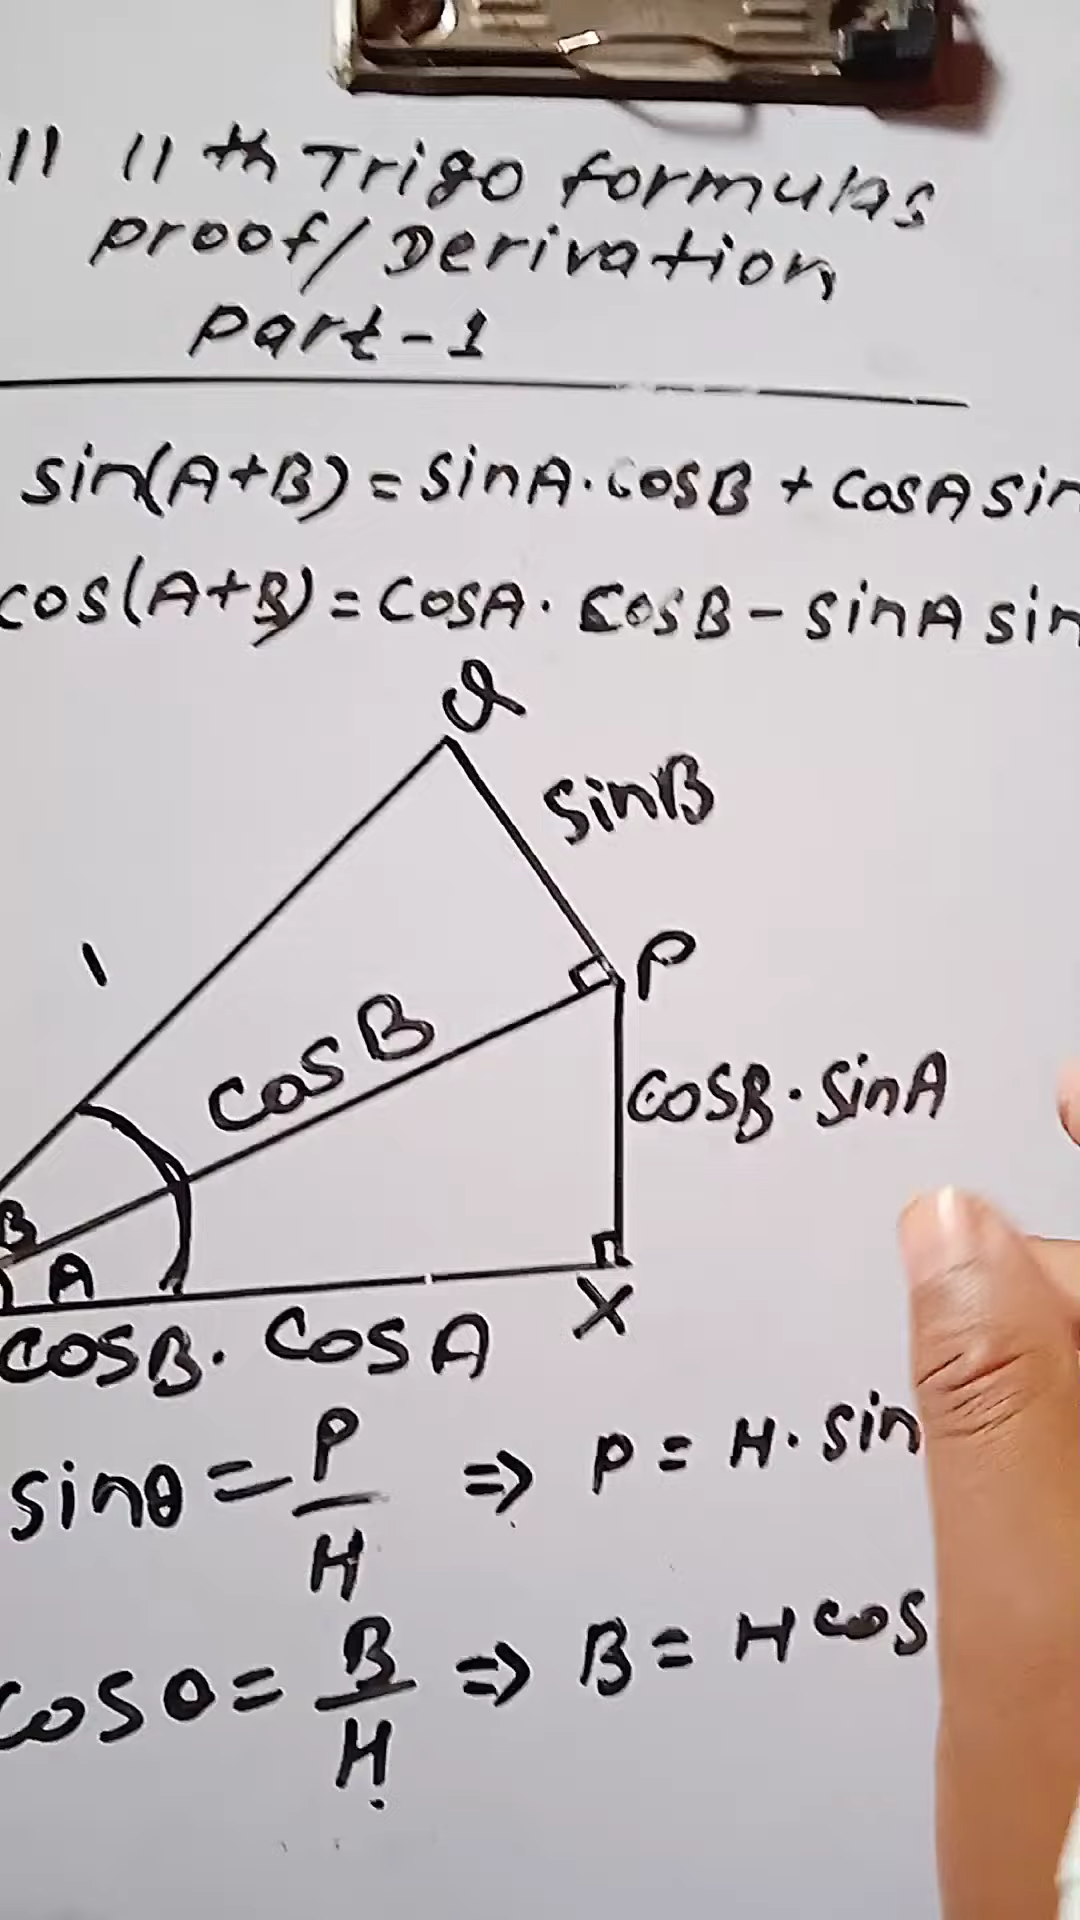 11 11th Trigo formulas
proof/Derivation
part-1
sin(A+B)=sinA.cosB+cosA sin
cos(A+B)=cosA.cosB-sinA sin
Q
sinB
1
P
cosB
cosB.sinA
B
A
X
cosB.cosA
sinθ=P/H ⇒ P=H.sin
cosθ=B/H ⇒ B=H cos